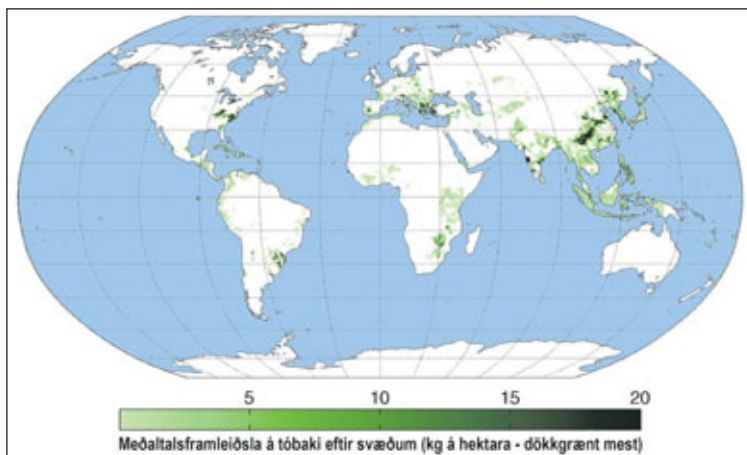 5 10 15 20
Meðaltalsframleiðsla á tóbaki eftir svæðum (kg á hektara - dökkgrænt mest)